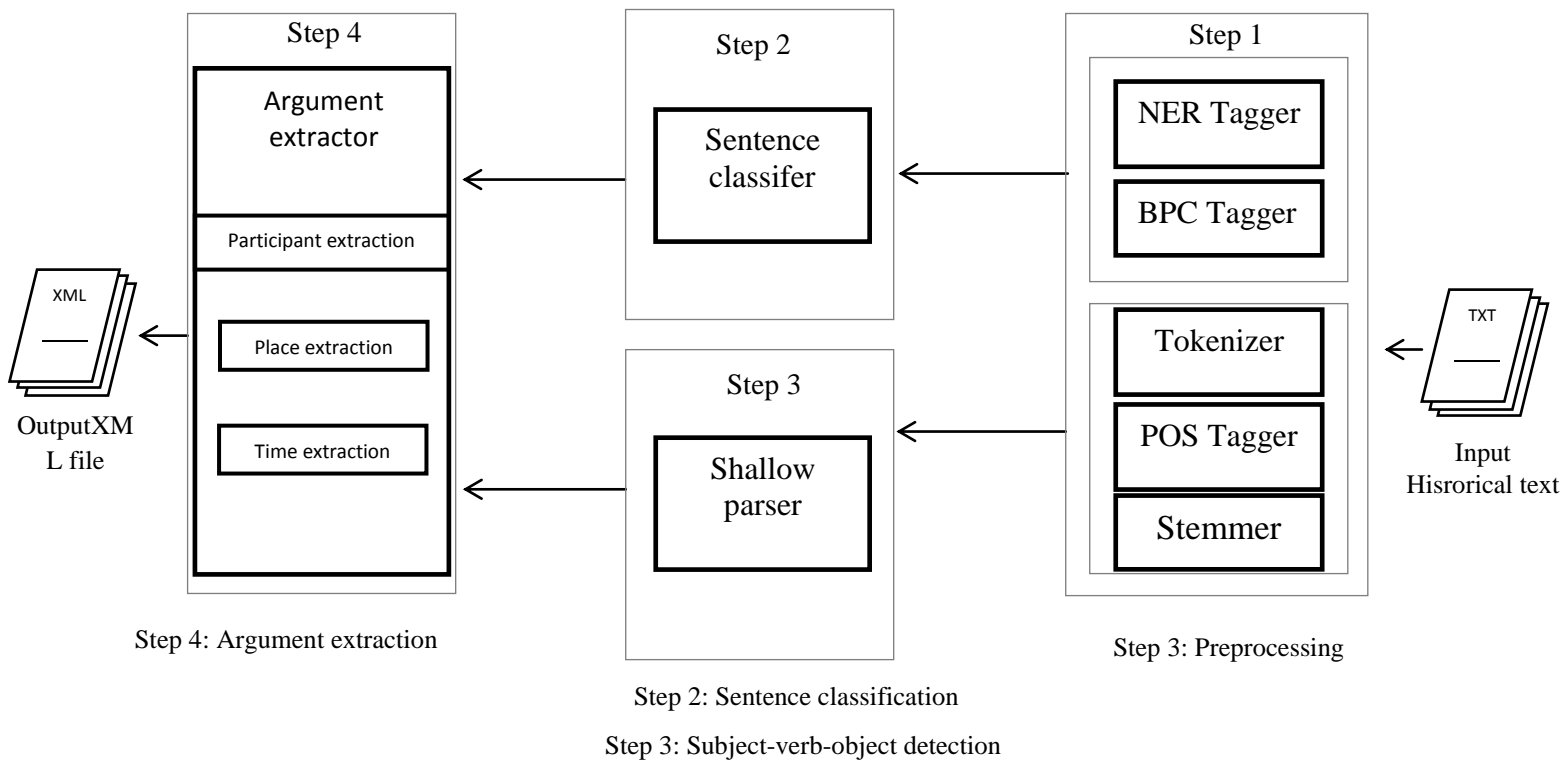 Step 4
Argument
extractor
Participant extraction
Place extraction
Time extraction
XML
OutputXM
L file
Step 4: Argument extraction
Step 2
Sentence
classifer
Step 3
Shallow
parser
Step 2: Sentence classification
Step 3: Subject-verb-object detection
Step 1
NER Tagger
BPC Tagger
Tokenizer
POS Tagger
Stemmer
Step 3: Preprocessing
TXT
Input
Hisrorical text